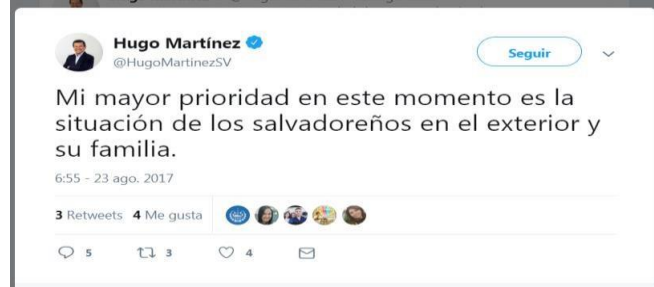 Hugo Martínez
@HugoMartinezSV
Seguir
Mi mayor prioridad en este momento es la
situación de los salvadoreños en el exterior y
su familia.
6:55 - 23 ago. 2017
3 Retweets 4 Me gusta
5 3 4